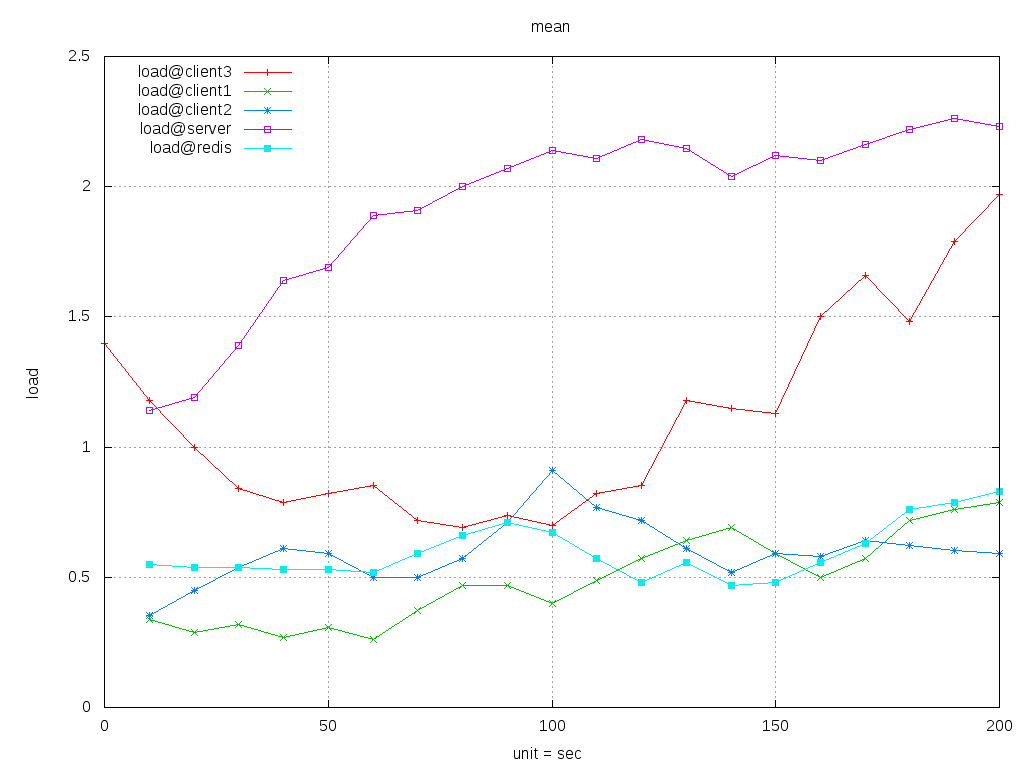 mean
2.5
load@client3
load@client1
load@client2
load@server
load@redis
2
1.5
load
1
0.5
0
0 50 100 150 200
unit = sec